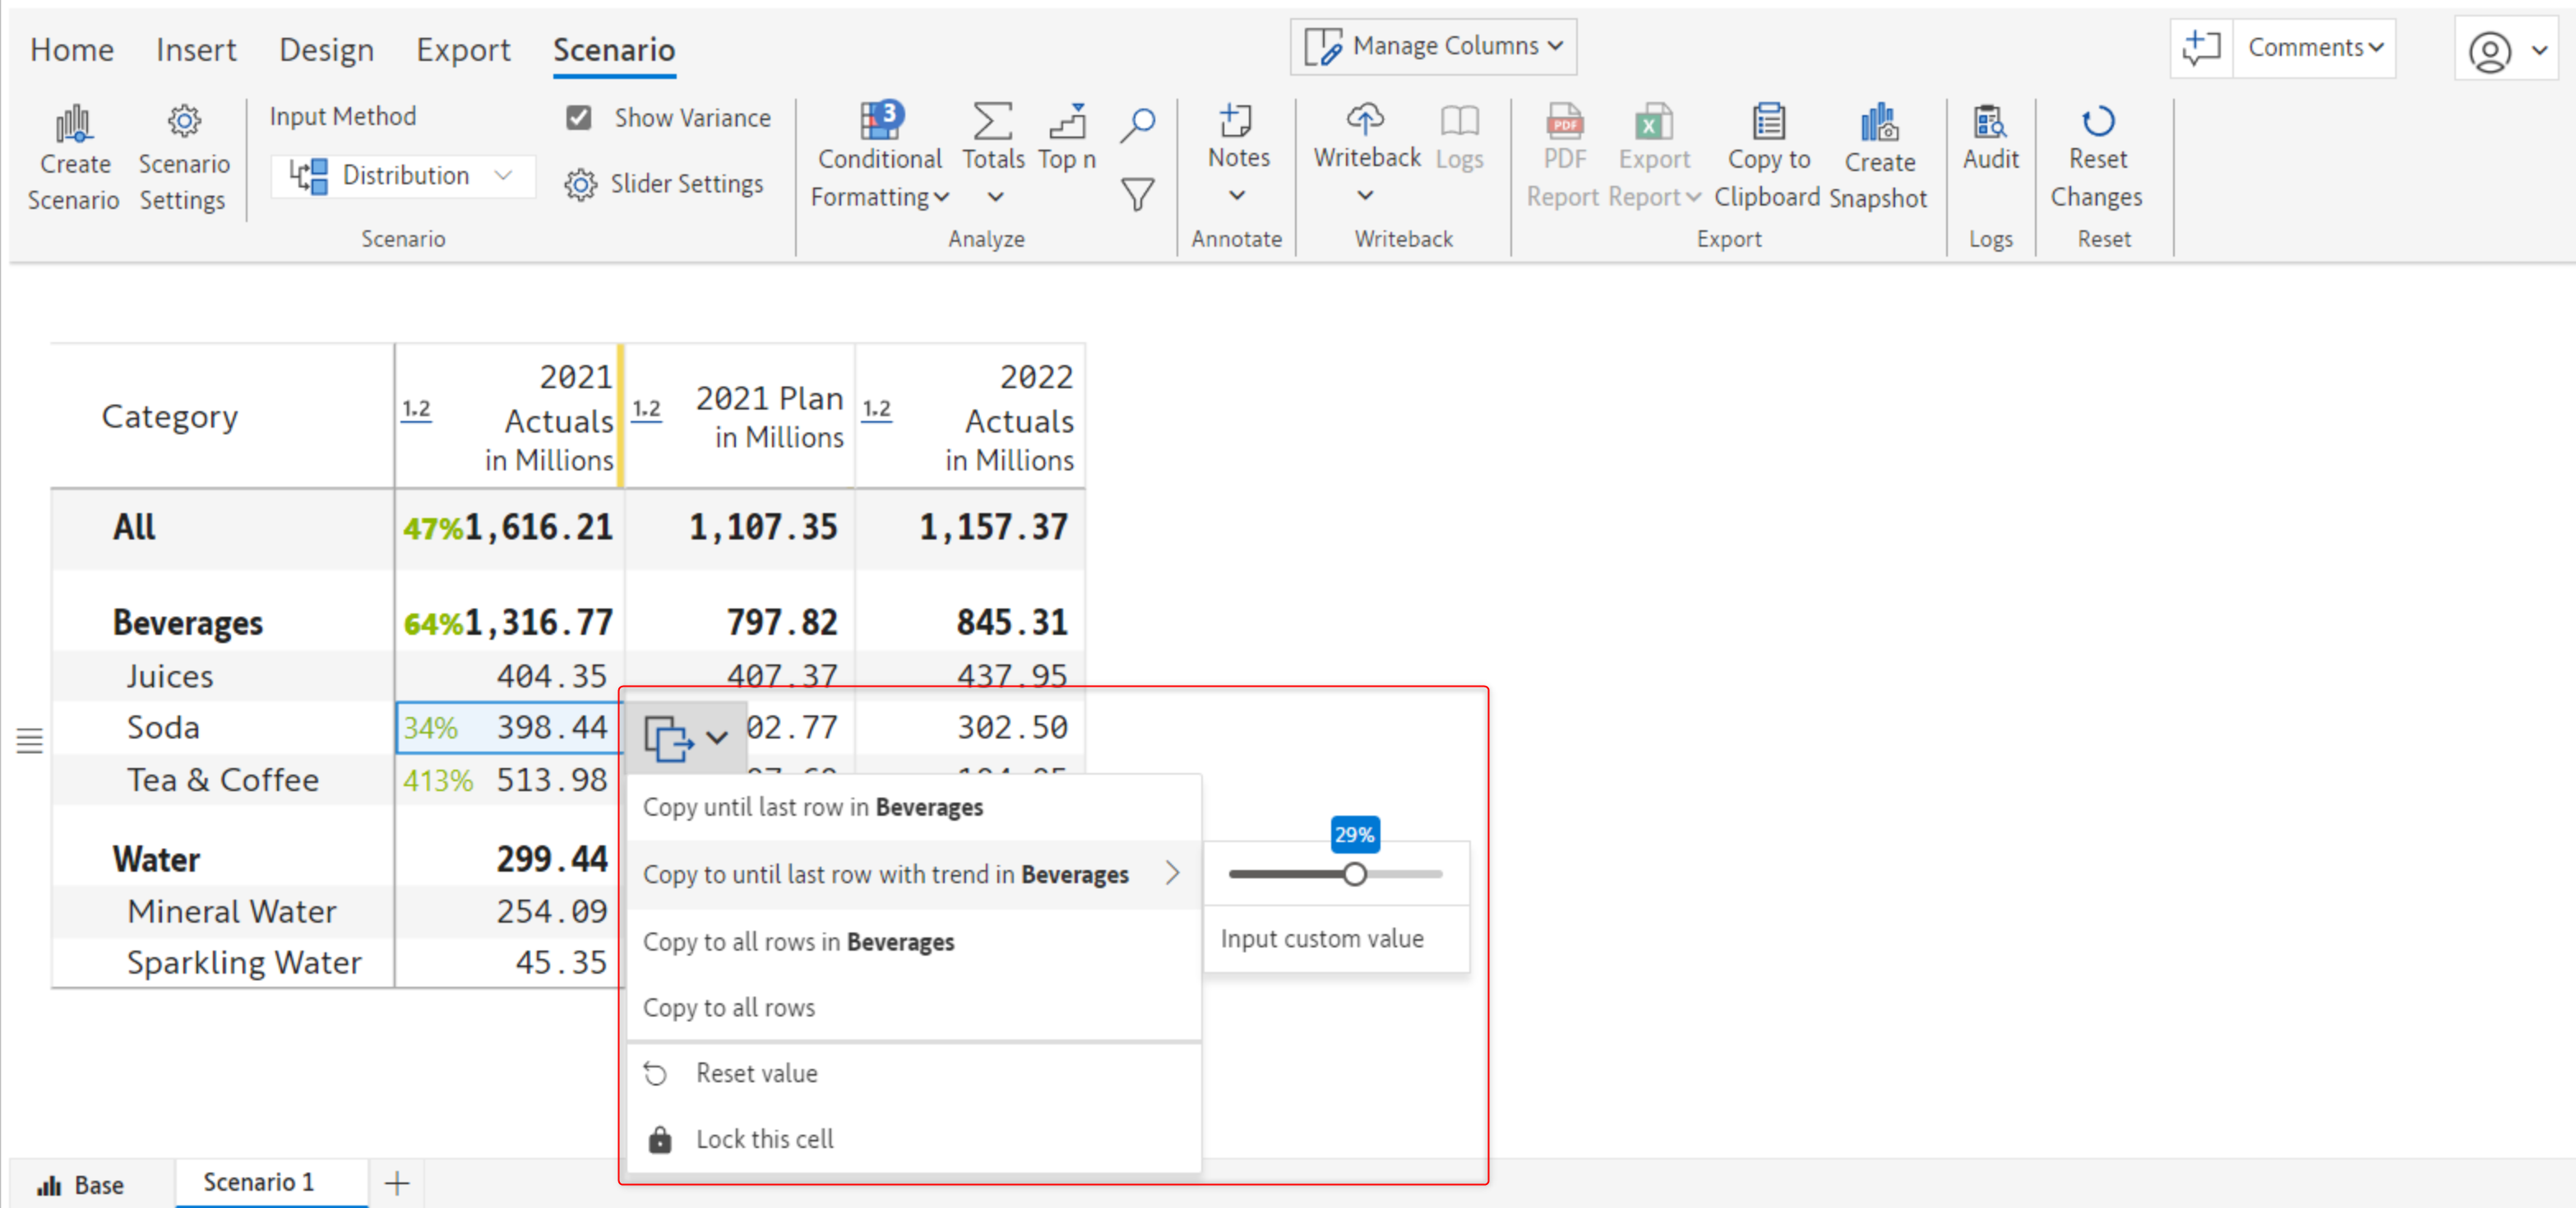 Home Insert Design Export Scenario Manage Columns Comments
Create Scenario
Scenario Settings
Input Method
Distribution
Show Variance
Slider Settings
Scenario
3
Conditional Formatting
Totals
Top n
Analyze
Notes
Annotate
Writeback
Logs
Writeback
PDF
PDF Report
X
Export Report
Copy to Clipboard
Create Snapshot
Export
Audit
Logs
Reset Changes
Reset
Category
1.2 2021 Actuals in Millions
1.2 2021 Plan in Millions
1.2 2022 Actuals in Millions
All 47% 1,616.21 1,107.35 1,157.37
Beverages 64% 1,316.77 797.82 845.31
Juices 404.35 407.37 437.95
Soda 34% 398.44 02.77 302.50
Tea & Coffee 413% 513.98
Water 299.44
Mineral Water 254.09
Sparkling Water 45.35
Copy until last row in Beverages
Copy to until last row with trend in Beverages
29%
Input custom value
Copy to all rows in Beverages
Copy to all rows
Reset value
Lock this cell
Base Scenario 1